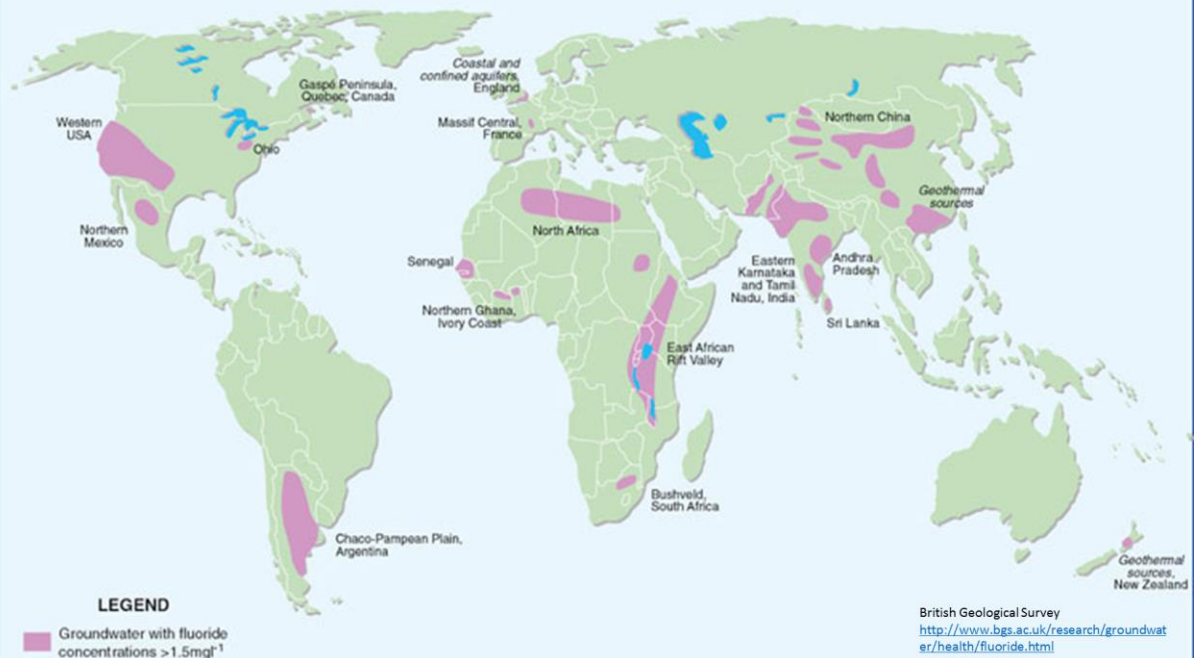 Coastal and
confined aquifers,
England
Gaspé Peninsula,
Quebec, Canada
Western
USA
Massif Central,
France
Northern China
Ohio
Geothermal
sources
Northern
Mexico
North Africa
Senegal
Eastern
Karnataka
and Tamil
Nadu, India
Andhra
Pradesh
Northern Ghana,
Ivory Coast
Sri Lanka
East African
Rift Valley
Bushveld,
South Africa
Chaco-Pampean Plain,
Argentina
Geothermal
sources,
New Zealand
LEGEND
Groundwater with fluoride
concentrations >1.5mgl⁻¹
British Geological Survey
http://www.bgs.ac.uk/research/groundwat
er/health/fluoride.html